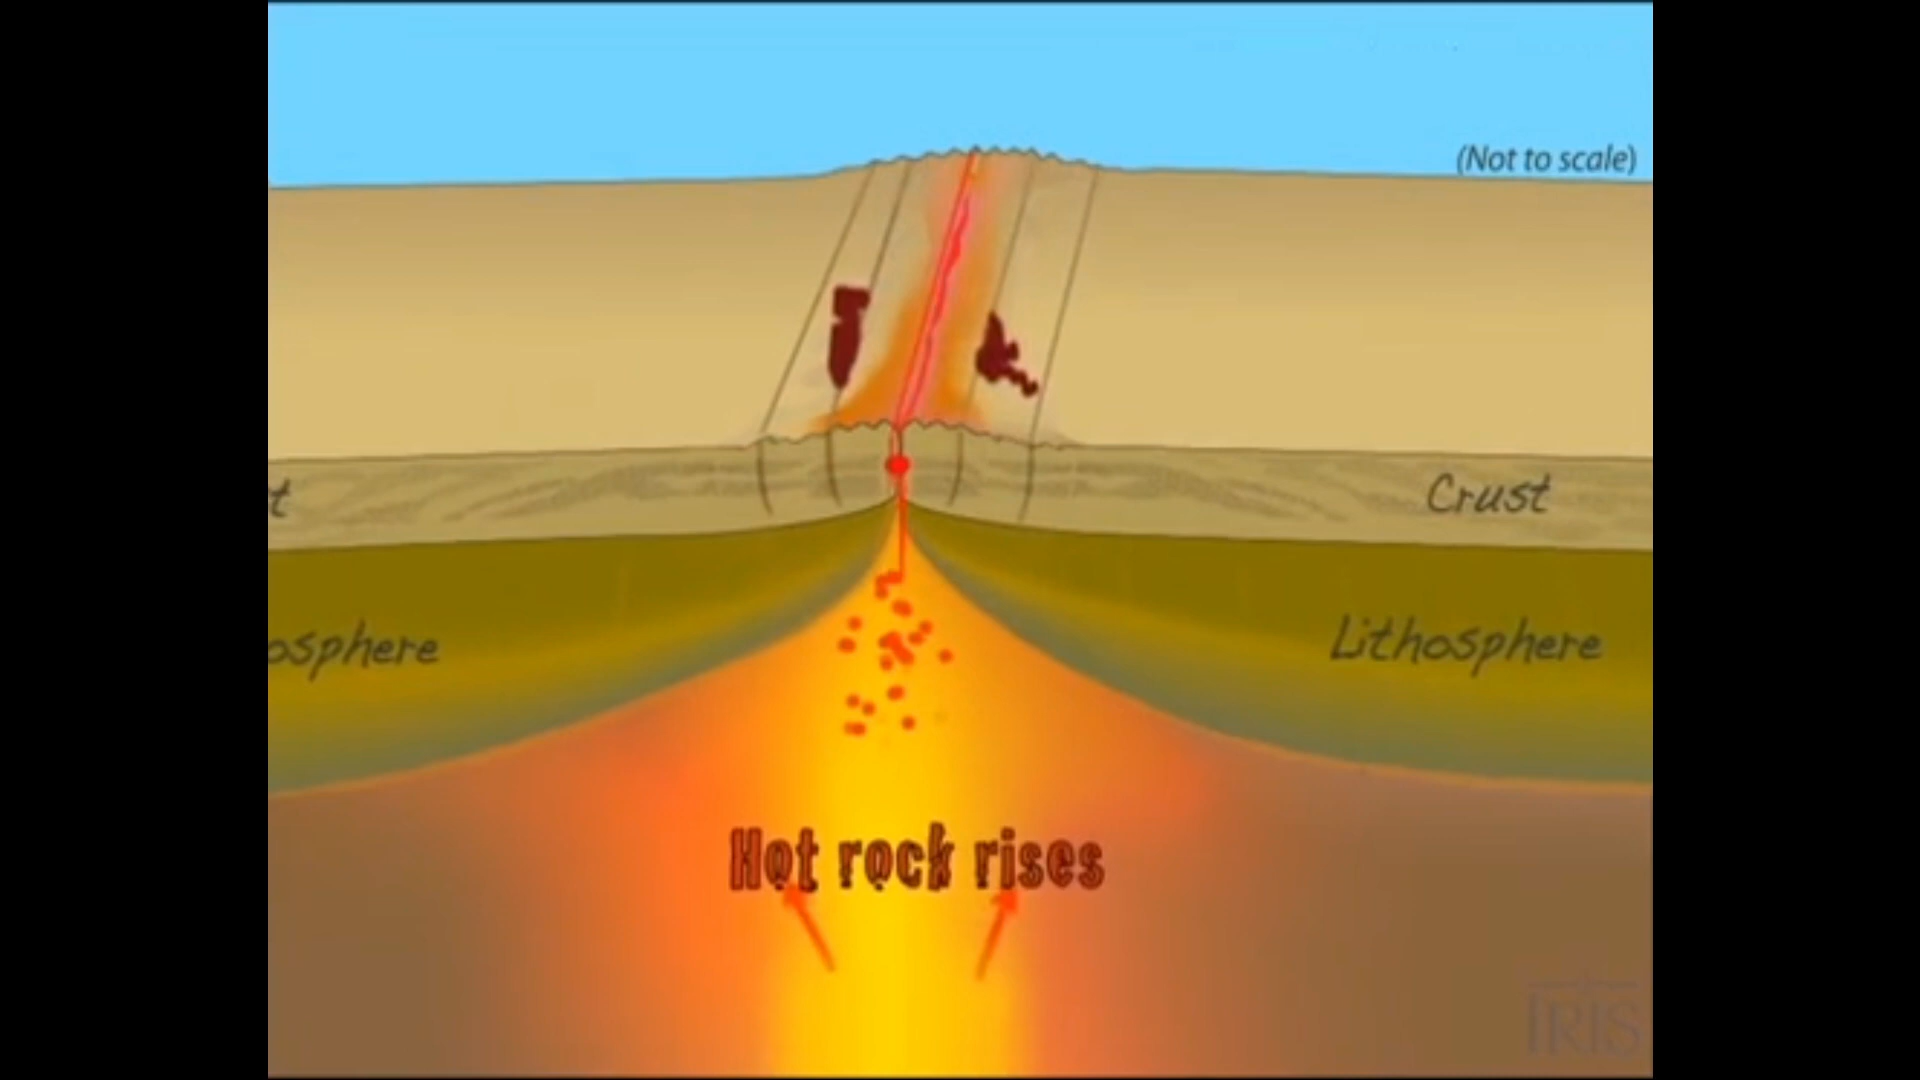 (Not to scale)
t
Crust
osphere
Lithosphere
Hot rock rises
IRIS